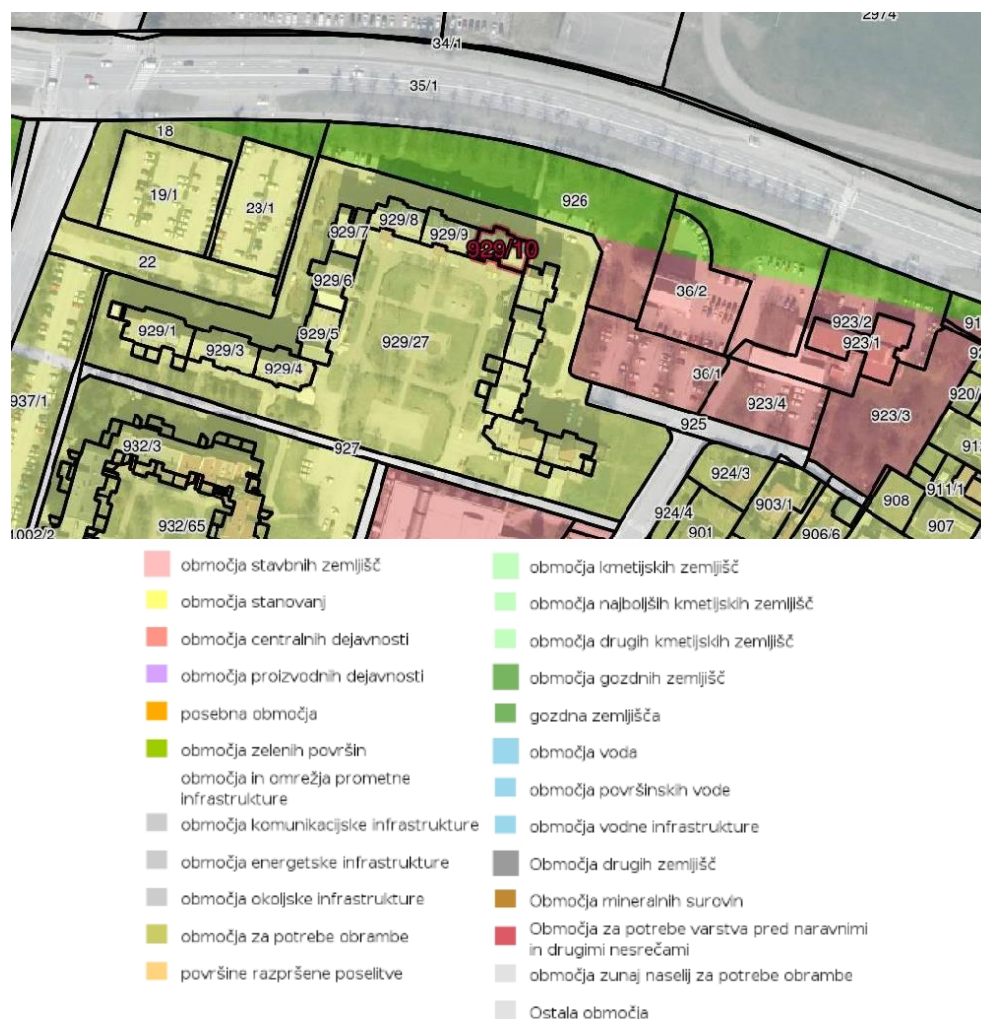 2974
34/1
35/1
18
19/1
23/1
926
929/8
929/7
929/9
929/10
22
929/6
36/2
923/2
923/1
929/5
929/1
929/3
929/4
929/27
36/1
920/
937/1
923/4
923/3
925
932/3
927
924/3
903/1
908
911/1
924/4
901
906/6
907
932/65
1002/2
območja stavbnih zemljišč
območja stanovanj
območja centralnih dejavnosti
območja proizvodnih dejavnosti
posebna območja
območja zelenih površin
območja in omrežja prometne
infrastrukture
območja komunikacijske infrastrukture
območja energetske infrastrukture
območja okoljske infrastrukture
območja za potrebe obrambe
površine razpršene poselitve
območja kmetijskih zemljišč
območja najboljših kmetijskih zemljišč
območja drugih kmetijskih zemljišč
območja gozdnih zemljišč
gozdna zemljišča
območja voda
območja površinskih vode
območja vodne infrastrukture
Območja drugih zemljišč
Območja mineralnih surovin
Območja za potrebe varstva pred naravnimi
in drugimi nesrečami
območja zunaj naselij za potrebe obrambe
Ostala območja